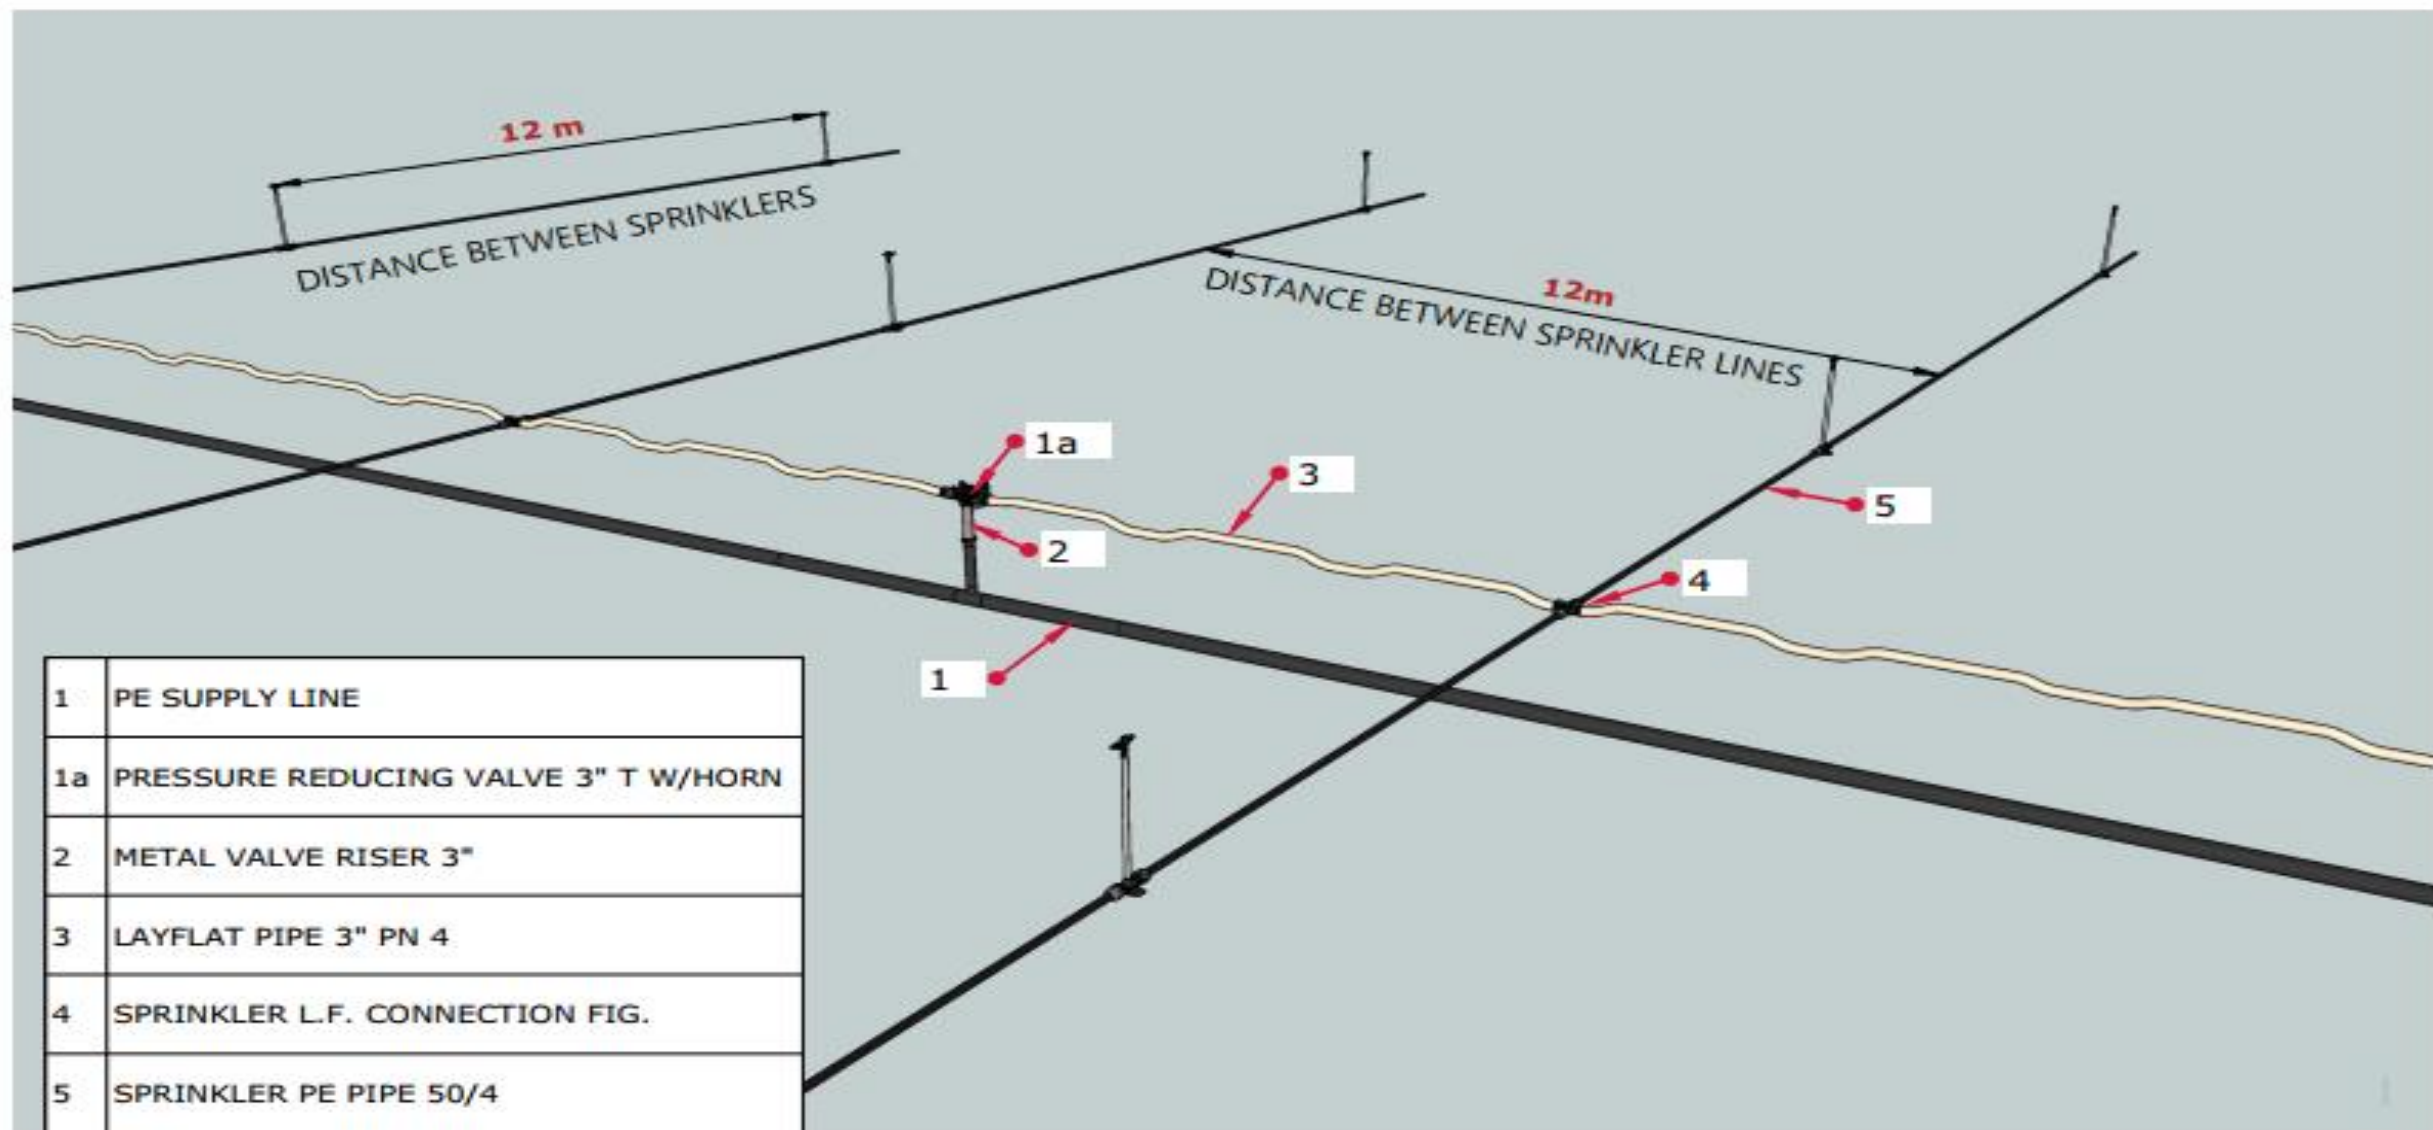 12 m
DISTANCE BETWEEN SPRINKLERS
12m
DISTANCE BETWEEN SPRINKLER LINES
1a
3
5
2
4
1
1 PE SUPPLY LINE
1a PRESSURE REDUCING VALVE 3" T W/HORN
2 METAL VALVE RISER 3"
3 LAYFLAT PIPE 3" PN 4
4 SPRINKLER L.F. CONNECTION FIG.
5 SPRINKLER PE PIPE 50/4